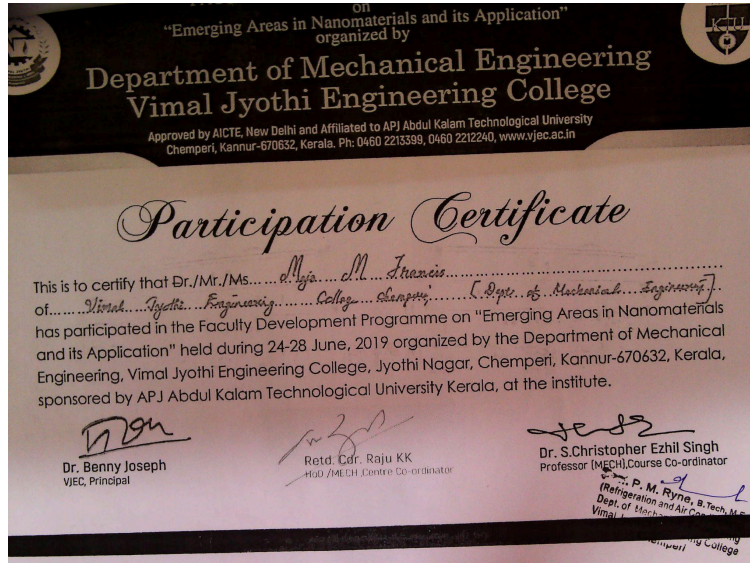 on
“Emerging Areas in Nanomaterials and its Application”
organized by
Department of Mechanical Engineering
Vimal Jyothi Engineering College
Approved by AICTE, New Delhi and Affiliated to APJ Abdul Kalam Technological University
Chemperi, Kannur-670632, Kerala. Ph: 0460 2213399, 0460 2212240, www.vjec.ac.in
KTU
Participation Certificate
This is to certify that Dr./Mr./Ms.... M Francis
of.... Vimal Jyothi Engineering College Chemperi [Dept. of Mechanical Engineering]
has participated in the Faculty Development Programme on “Emerging Areas in Nanomaterials
and its Application” held during 24-28 June, 2019 organized by the Department of Mechanical
Engineering, Vimal Jyothi Engineering College, Jyothi Nagar, Chemperi, Kannur-670632, Kerala,
sponsored by APJ Abdul Kalam Technological University Kerala, at the institute.
Dr. Benny Joseph
VJEC, Principal
Retd. Cdr. Raju KK
HoD /MECH ,Centre Co-ordinator
Dr. S.Christopher Ezhil Singh
Professor (MECH),Course Co-ordinator
P. M. Ryne, B.Tech,
(Refrigeration and Air
Dept. of
Vimal
College